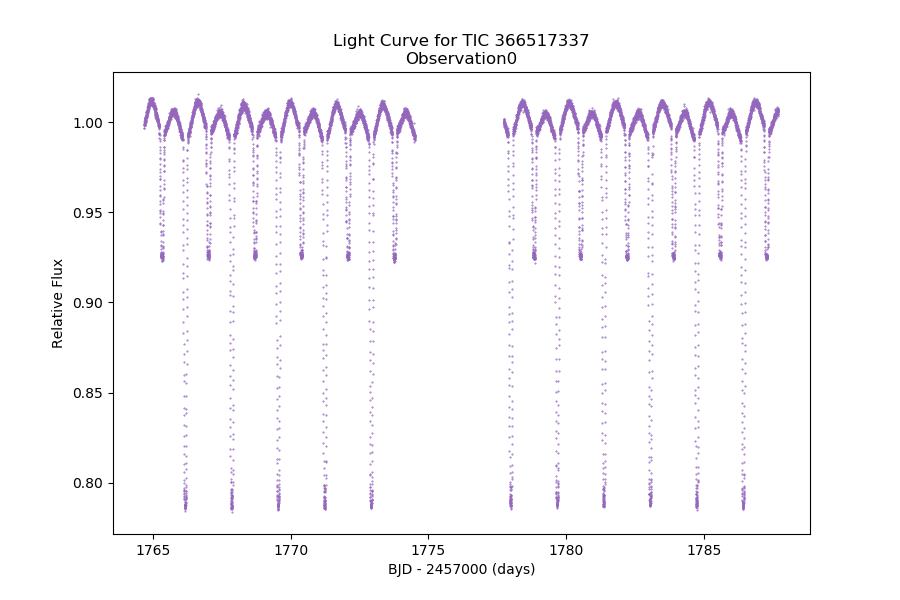 Light Curve for TIC 366517337
Observation0
1.00
0.95
0.90
0.85
0.80
Relative Flux
1765
1770
1775
1780
1785
BJD - 2457000 (days)